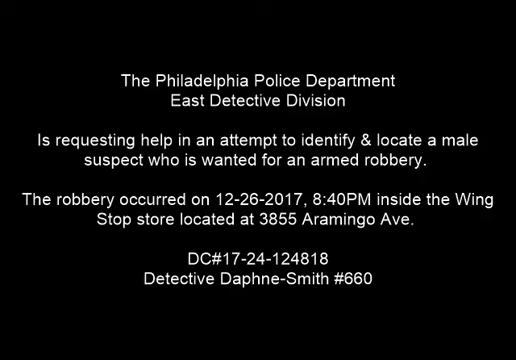 The Philadelphia Police Department
East Detective Division
Is requesting help in an attempt to identify & locate a male
suspect who is wanted for an armed robbery.
The robbery occurred on 12-26-2017, 8:40PM inside the Wing
Stop store located at 3855 Aramingo Ave.
DC#17-24-124818
Detective Daphne-Smith #660